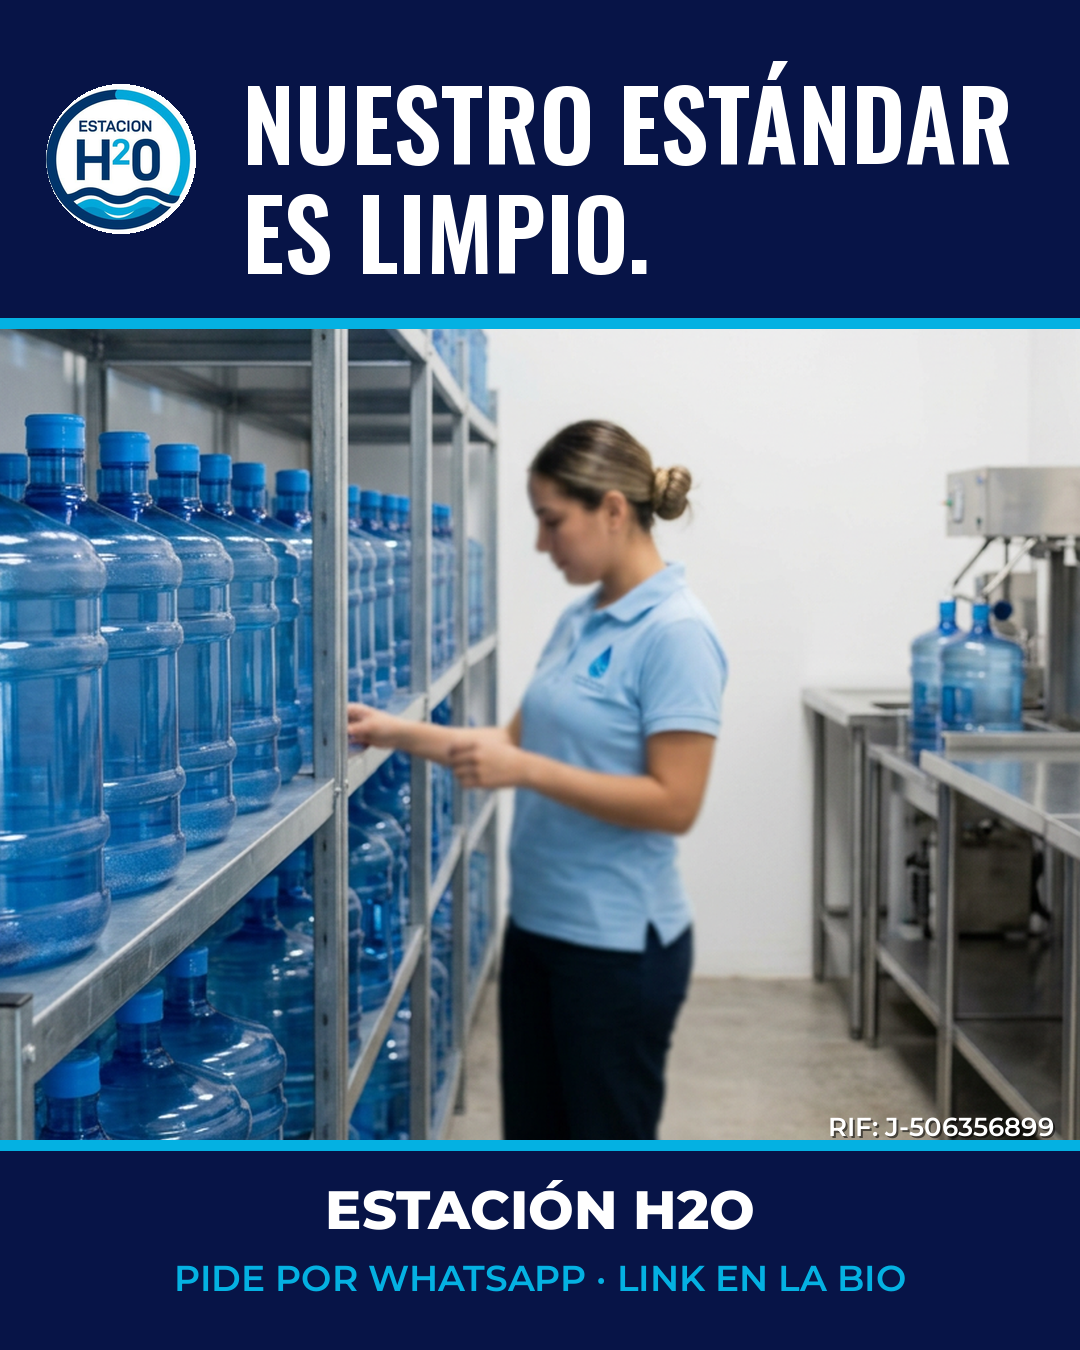 ESTACION
H2O
NUESTRO ESTÁNDAR
ES LIMPIO.
RIF: J-506356899
ESTACIÓN H2O
PIDE POR WHATSAPP · LINK EN LA BIO